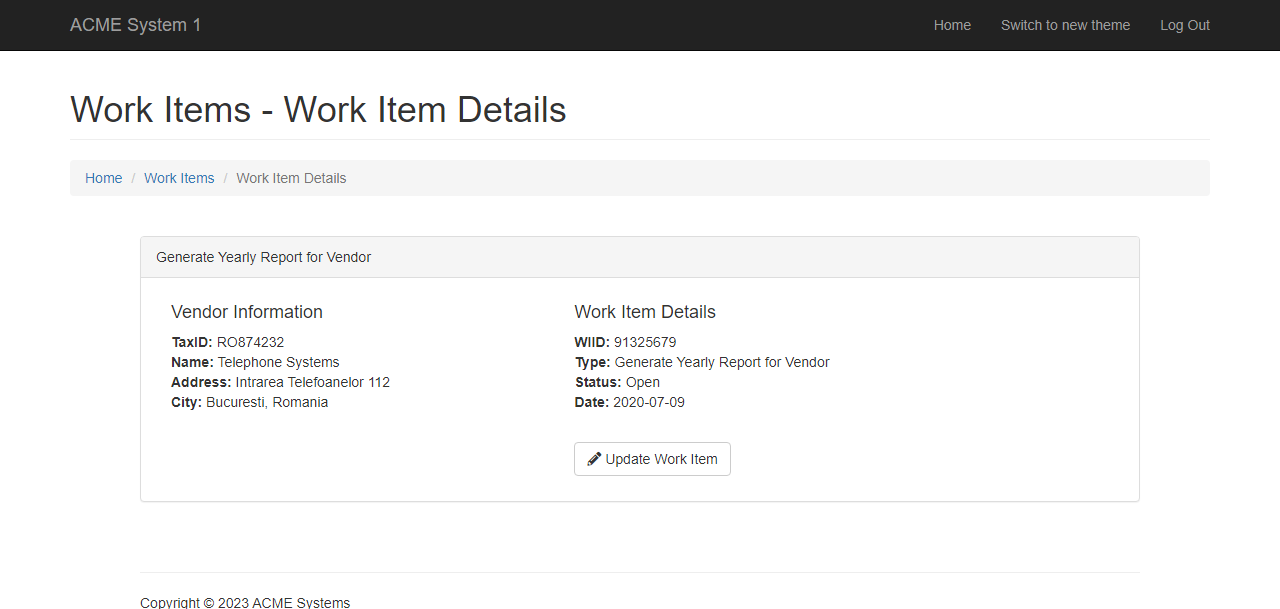 ACME System 1
Home
Switch to new theme
Log Out
Work Items - Work Item Details
Home / Work Items / Work Item Details
Generate Yearly Report for Vendor
Vendor Information
TaxID: RO874232
Name: Telephone Systems
Address: Intrarea Telefoanelor 112
City: Bucuresti, Romania
Work Item Details
WIID: 91325679
Type: Generate Yearly Report for Vendor
Status: Open
Date: 2020-07-09
Update Work Item
Copyright © 2023 ACME Systems